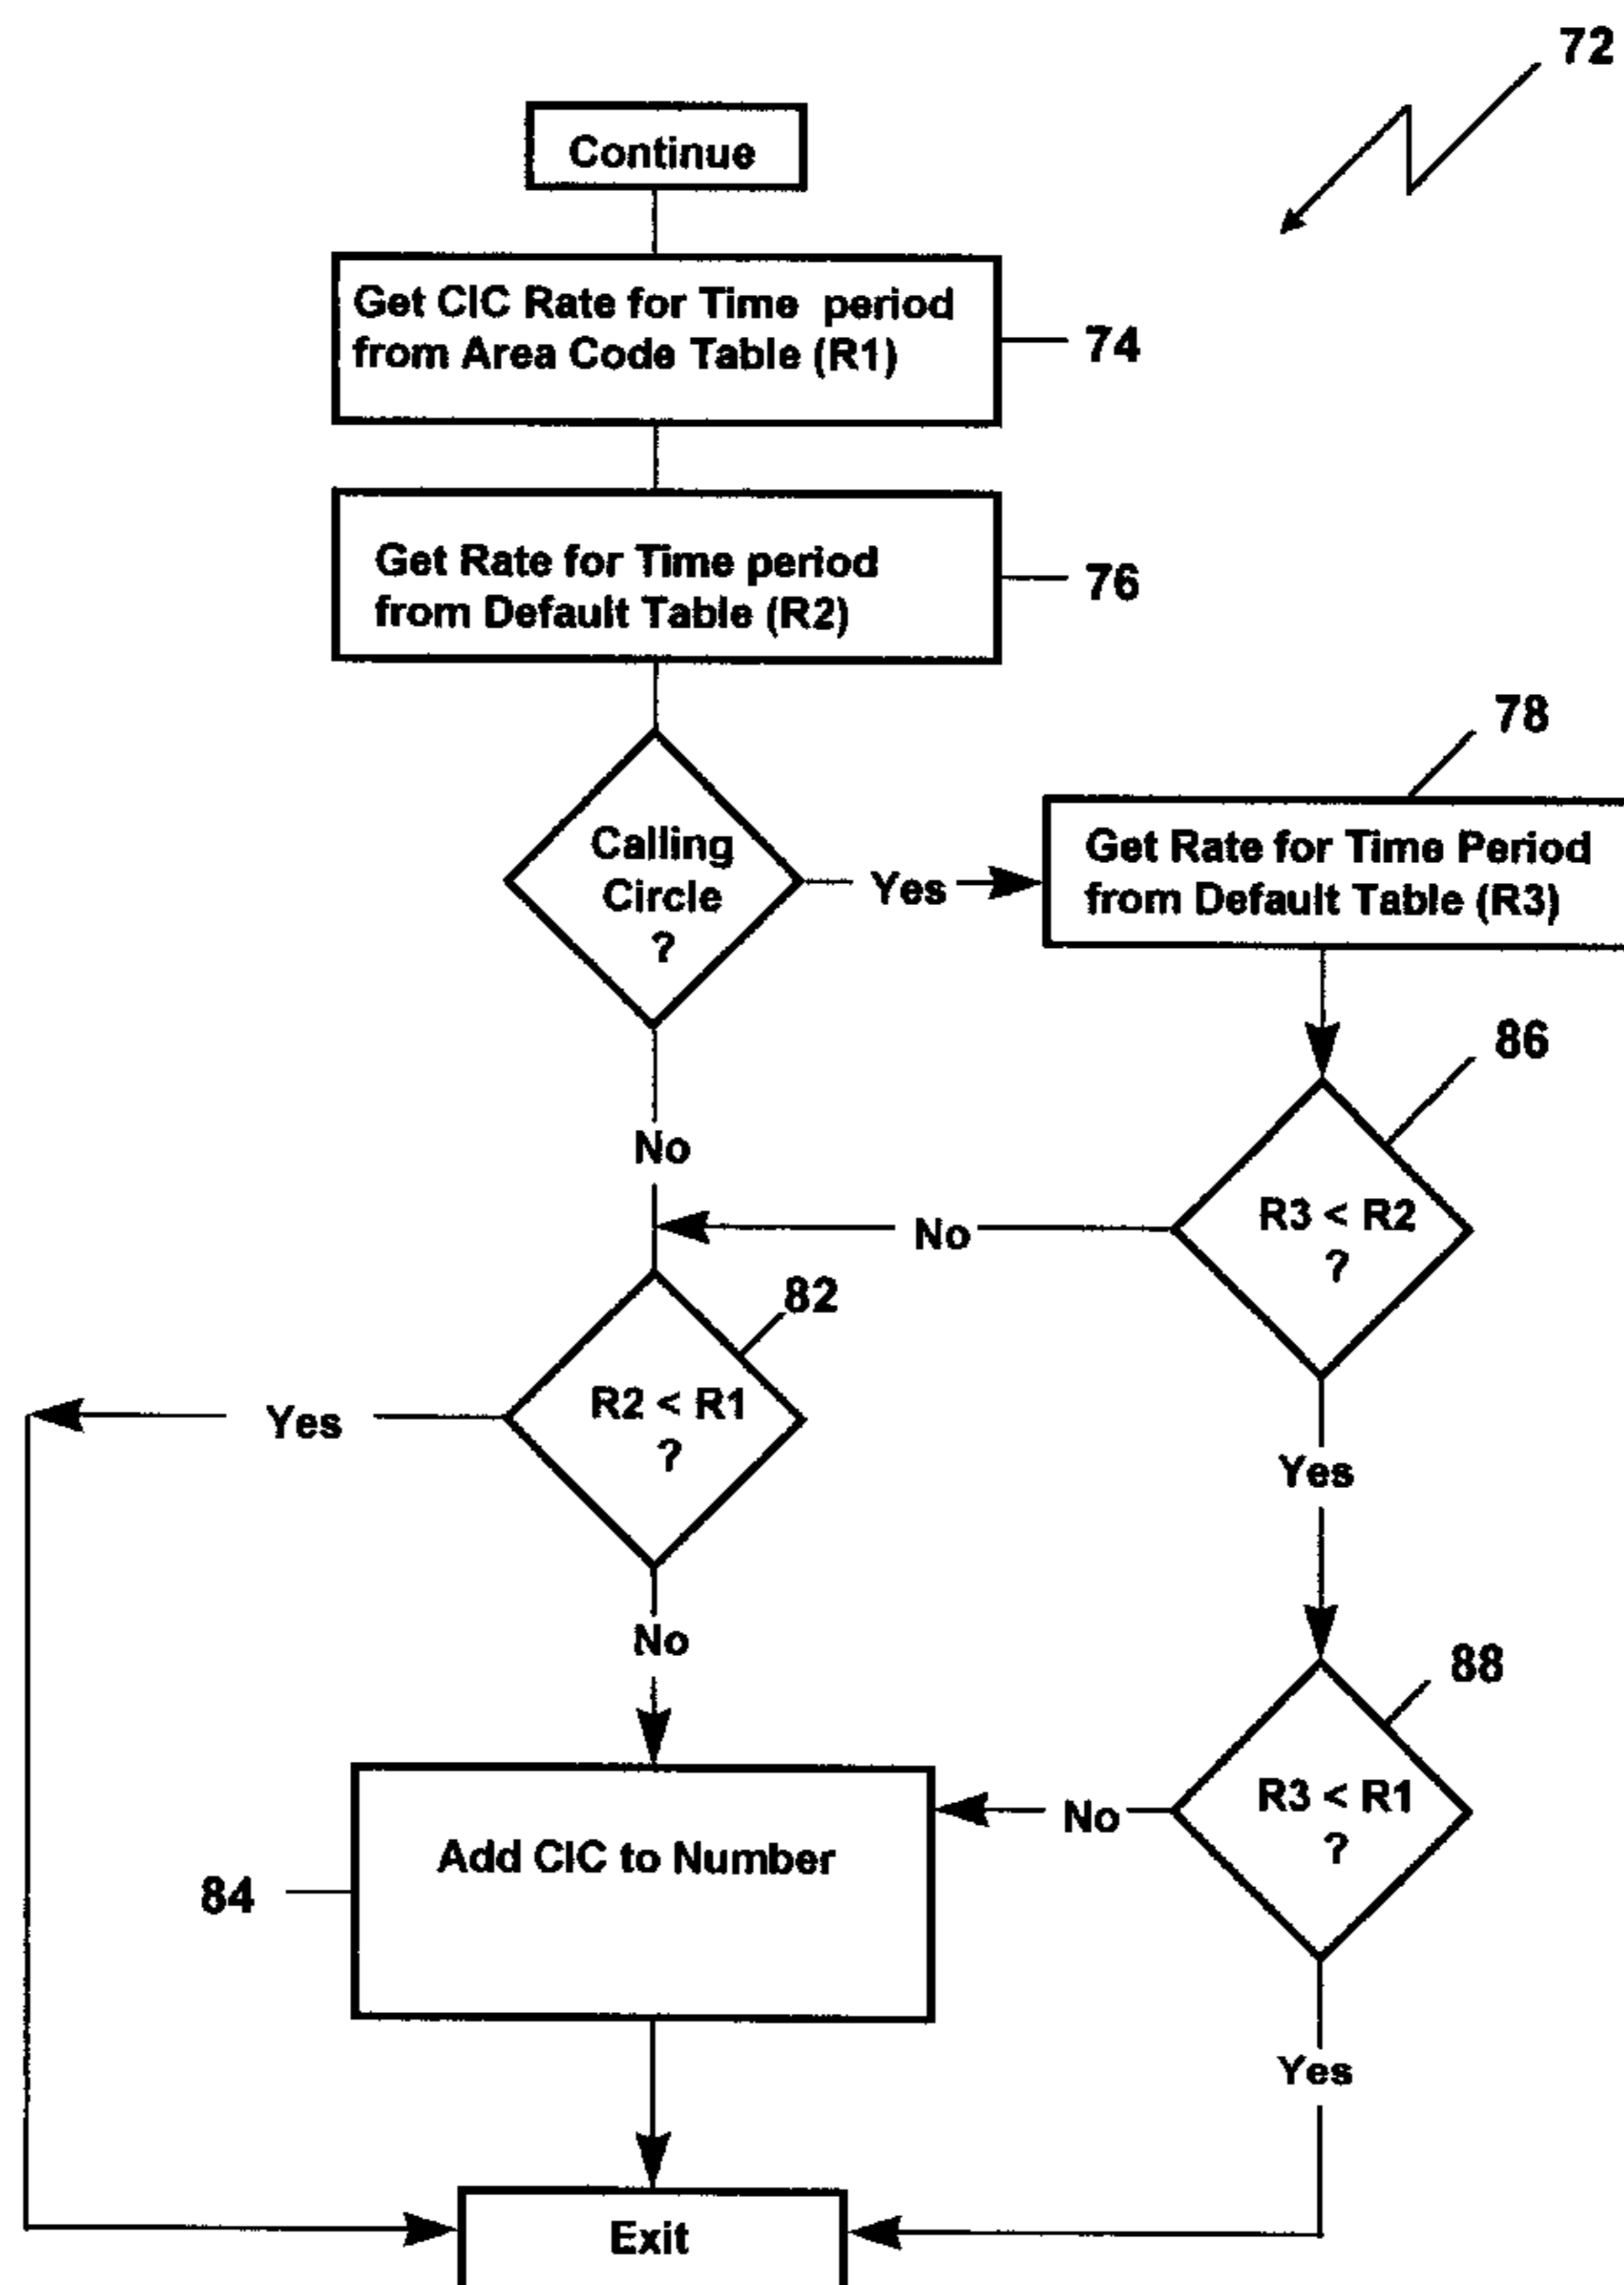 72
Continue
Get CIC Rate for Time period
from Area Code Table (R1)
74
Get Rate for Time period
from Default Table (R2)
76
78
Calling
Circle
?
Yes
Get Rate for Time Period
from Default Table (R3)
86
No
R3 < R2
?
No
82
R2 < R1
?
Yes
Yes
No
88
R3 < R1
?
No
Add CIC to Number
84
Yes
Exit